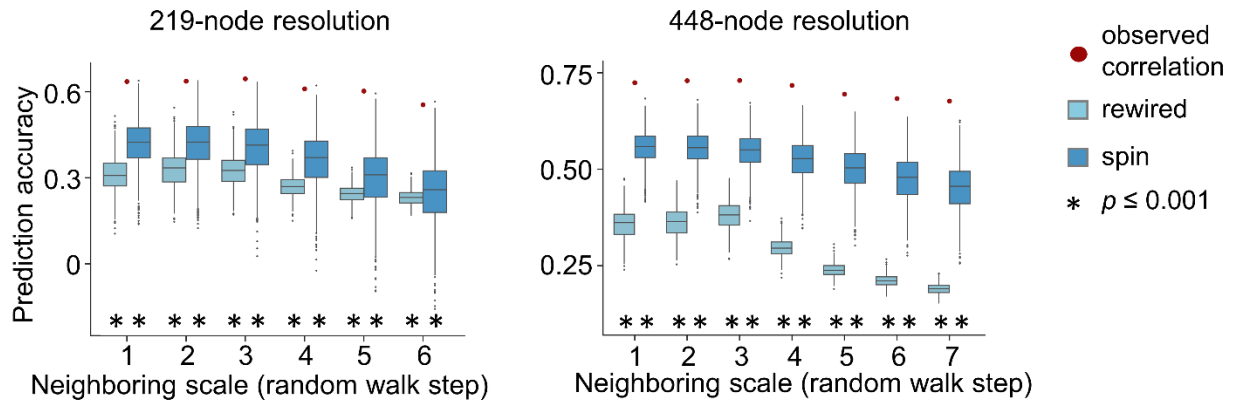 219-node resolution
448-node resolution
Prediction accuracy
0.6
0.3
0
* * * * * * * * * * * *
1 2 3 4 5 6
Neighboring scale (random walk step)
0.75
0.50
0.25
* * * * * * * * * * * * * *
1 2 3 4 5 6 7
Neighboring scale (random walk step)
observed
correlation
rewired
spin
* p ≤ 0.001